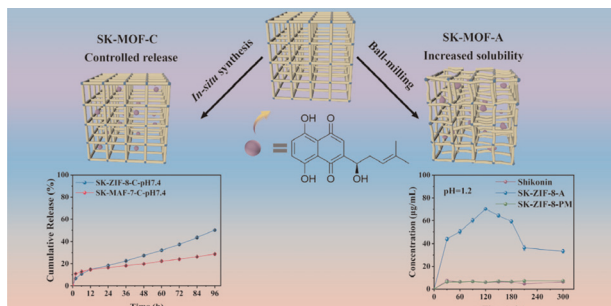 SK-MOF-C
Controlled release
In-situ synthesis
Ball-milling
SK-MOF-A
Increased solubility
OH
O
OH
O
OH
Cumulative Release (%)
100
80
60
40
20
0
SK-ZIF-8-C-pH7.4
SK-MAF-7-C-pH7.4
0 12 24 36 48 60 72 84 96
Time (h)
Concentration (μg/mL)
100
80
60
40
20
0
pH=1.2
Shikonin
SK-ZIF-8-A
SK-ZIF-8-PM
0 60 120 180 240 300